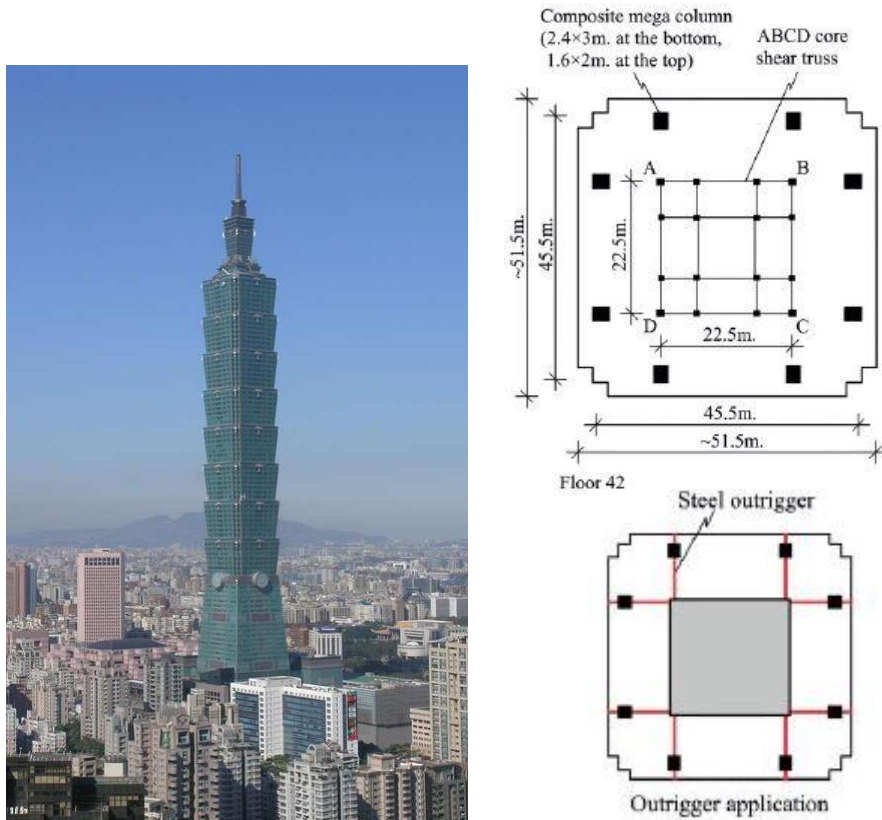 Composite mega column
(2.4×3m. at the bottom,
1.6×2m. at the top)
ABCD core
shear truss
A
B
~51.5m.
45.5m.
22.5m.
D
C
22.5m.
45.5m.
~51.5m.
Floor 42
Steel outrigger
Outrigger application